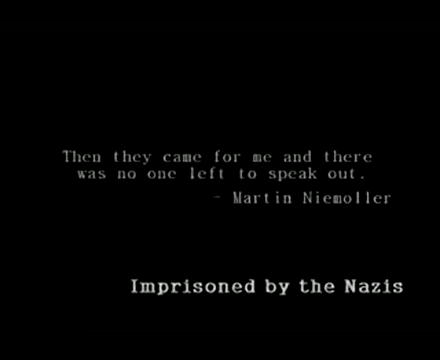 Then they came for me and there
was no one left to speak out.
- Martin Niemoller
Imprisoned by the Nazis